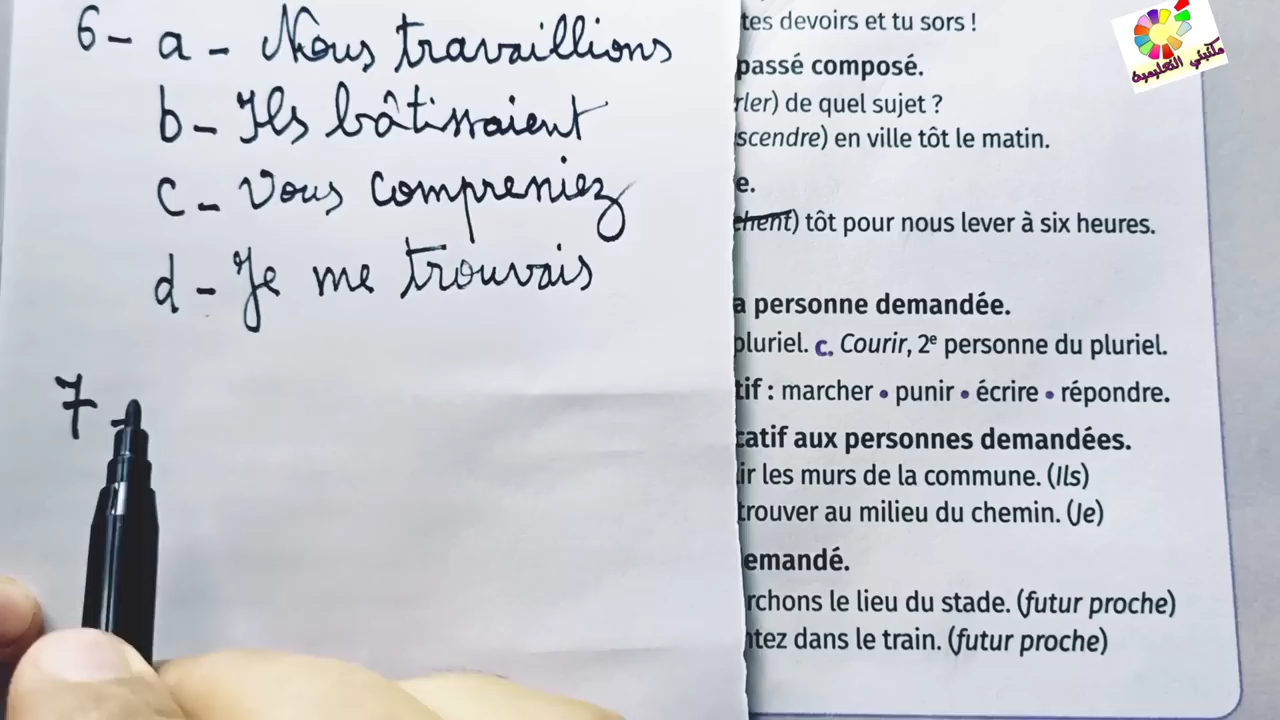 6- a - Nous travaillions
b - Ils bâtissaient
c - Vous compreniez
d - Je me trouvais
7-
tes devoirs et tu sors !
passé composé.
rler) de quel sujet ?
scendre) en ville tôt le matin.
e.
chent) tôt pour nous lever à six heures.
a personne demandée.
pluriel. c. Courir, 2e personne du pluriel.
tif : marcher • punir • écrire • répondre.
catif aux personnes demandées.
ir les murs de la commune. (Ils)
trouver au milieu du chemin. (Je)
emandé.
rchons le lieu du stade. (futur proche)
ntez dans le train. (futur proche)
مكتبتي التعليمية